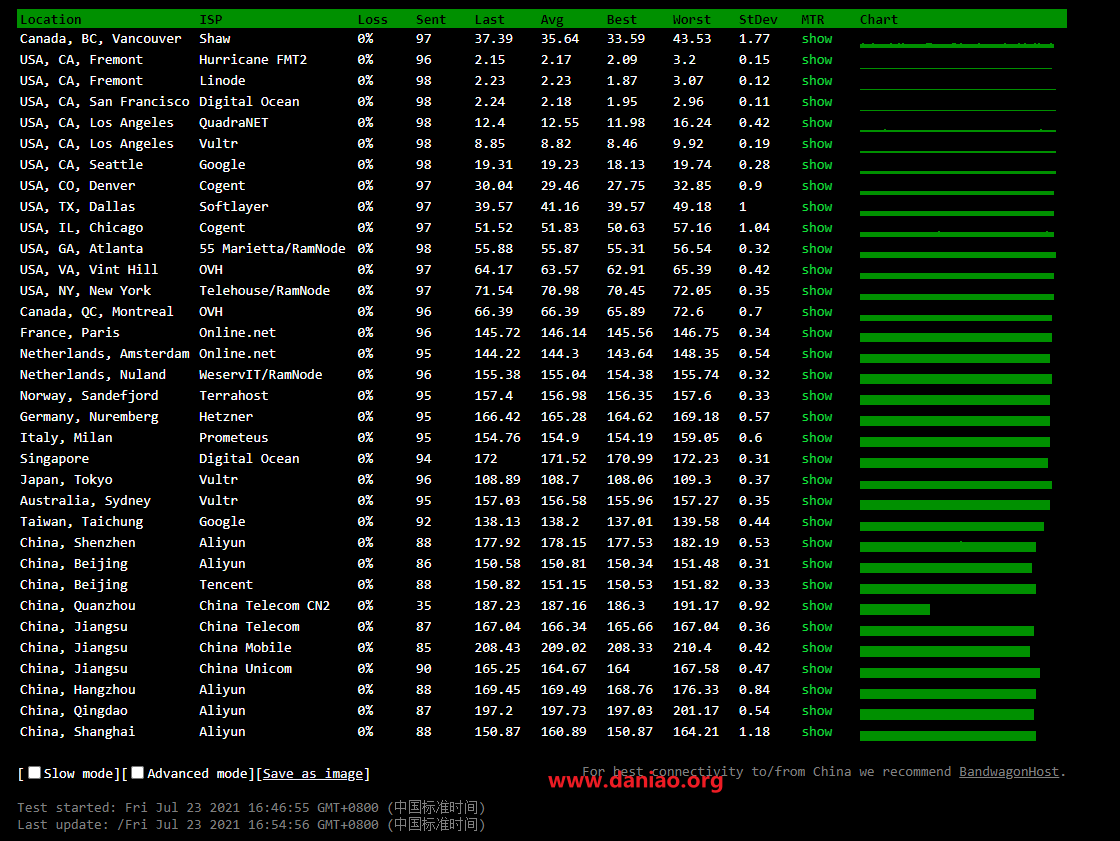 Location ISP Loss Sent Last Avg Best Worst StDev MTR Chart
Canada, BC, Vancouver Shaw 0% 97 37.39 35.64 33.59 43.53 1.77 show
USA, CA, Fremont Hurricane FMT2 0% 96 2.15 2.17 2.09 3.2 0.15 show
USA, CA, Fremont Linode 0% 98 2.23 2.23 1.87 3.07 0.12 show
USA, CA, San Francisco Digital Ocean 0% 98 2.24 2.18 1.95 2.96 0.11 show
USA, CA, Los Angeles QuadraNET 0% 98 12.4 12.55 11.98 16.24 0.42 show
USA, CA, Los Angeles Vultr 0% 98 8.85 8.82 8.46 9.92 0.19 show
USA, CA, Seattle Google 0% 98 19.31 19.23 18.13 19.74 0.28 show
USA, CO, Denver Cogent 0% 97 30.04 29.46 27.75 32.85 0.9 show
USA, TX, Dallas Softlayer 0% 97 39.57 41.16 39.57 49.18 1 show
USA, IL, Chicago Cogent 0% 97 51.52 51.83 50.63 57.16 1.04 show
USA, GA, Atlanta 55 Marietta/RamNode 0% 98 55.88 55.87 55.31 56.54 0.32 show
USA, VA, Vint Hill OVH 0% 97 64.17 63.57 62.91 65.39 0.42 show
USA, NY, New York Telehouse/RamNode 0% 97 71.54 70.98 70.45 72.05 0.35 show
Canada, QC, Montreal OVH 0% 96 66.39 66.39 65.89 72.6 0.7 show
France, Paris Online.net 0% 96 145.72 146.14 145.56 146.75 0.34 show
Netherlands, Amsterdam Online.net 0% 95 144.22 144.3 143.64 148.35 0.54 show
Netherlands, Nuland WeservIT/RamNode 0% 96 155.38 155.04 154.38 155.74 0.32 show
Norway, Sandefjord Terrahost 0% 95 157.4 156.98 156.35 157.6 0.33 show
Germany, Nuremberg Hetzner 0% 95 166.42 165.28 164.62 169.18 0.57 show
Italy, Milan Prometeus 0% 95 154.76 154.9 154.19 159.05 0.6 show
Singapore Digital Ocean 0% 94 172 171.52 170.99 172.23 0.31 show
Japan, Tokyo Vultr 0% 96 108.89 108.7 108.06 109.3 0.37 show
Australia, Sydney Vultr 0% 95 157.03 156.58 155.96 157.27 0.35 show
Taiwan, Taichung Google 0% 92 138.13 138.2 137.01 139.58 0.44 show
China, Shenzhen Aliyun 0% 88 177.92 178.15 177.53 182.19 0.53 show
China, Beijing Aliyun 0% 86 150.58 150.81 150.34 151.48 0.31 show
China, Beijing Tencent 0% 88 150.82 151.15 150.53 151.82 0.33 show
China, Quanzhou China Telecom CN2 0% 35 187.23 187.16 186.3 191.17 0.92 show
China, Jiangsu China Telecom 0% 87 167.04 166.34 165.66 167.04 0.36 show
China, Jiangsu China Mobile 0% 85 208.43 209.02 208.33 210.4 0.42 show
China, Jiangsu China Unicom 0% 90 165.25 164.67 164 167.58 0.47 show
China, Hangzhou Aliyun 0% 88 169.45 169.49 168.76 176.33 0.84 show
China, Qingdao Aliyun 0% 87 197.2 197.73 197.03 201.17 0.54 show
China, Shanghai Aliyun 0% 88 150.87 160.89 150.87 164.21 1.18 show
[Slow mode][Advanced mode][Save as image]
For best connectivity to/from China we recommend BandwagonHost.
www.daniao.org
Test started: Fri Jul 23 2021 16:46:55 GMT+0800 (中国标准时间)
Last update: /Fri Jul 23 2021 16:54:56 GMT+0800 (中国标准时间)